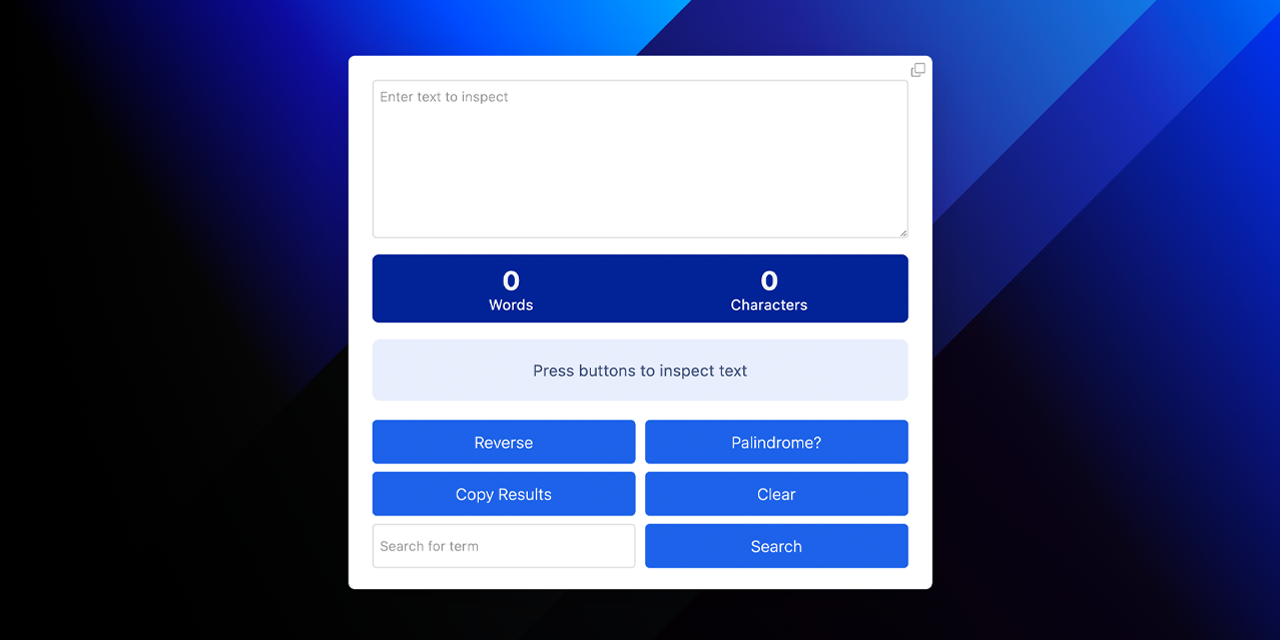 Enter text to inspect
0
Words
0
Characters
Press buttons to inspect text
Reverse
Palindrome?
Copy Results
Clear
Search for term
Search